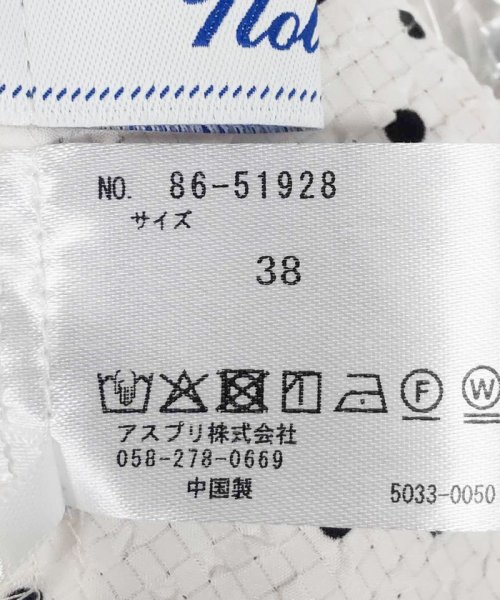 NO. 86-51928
サイズ
38
F W
アスプリ株式会社
058-278-0669
中国製 5033-0050